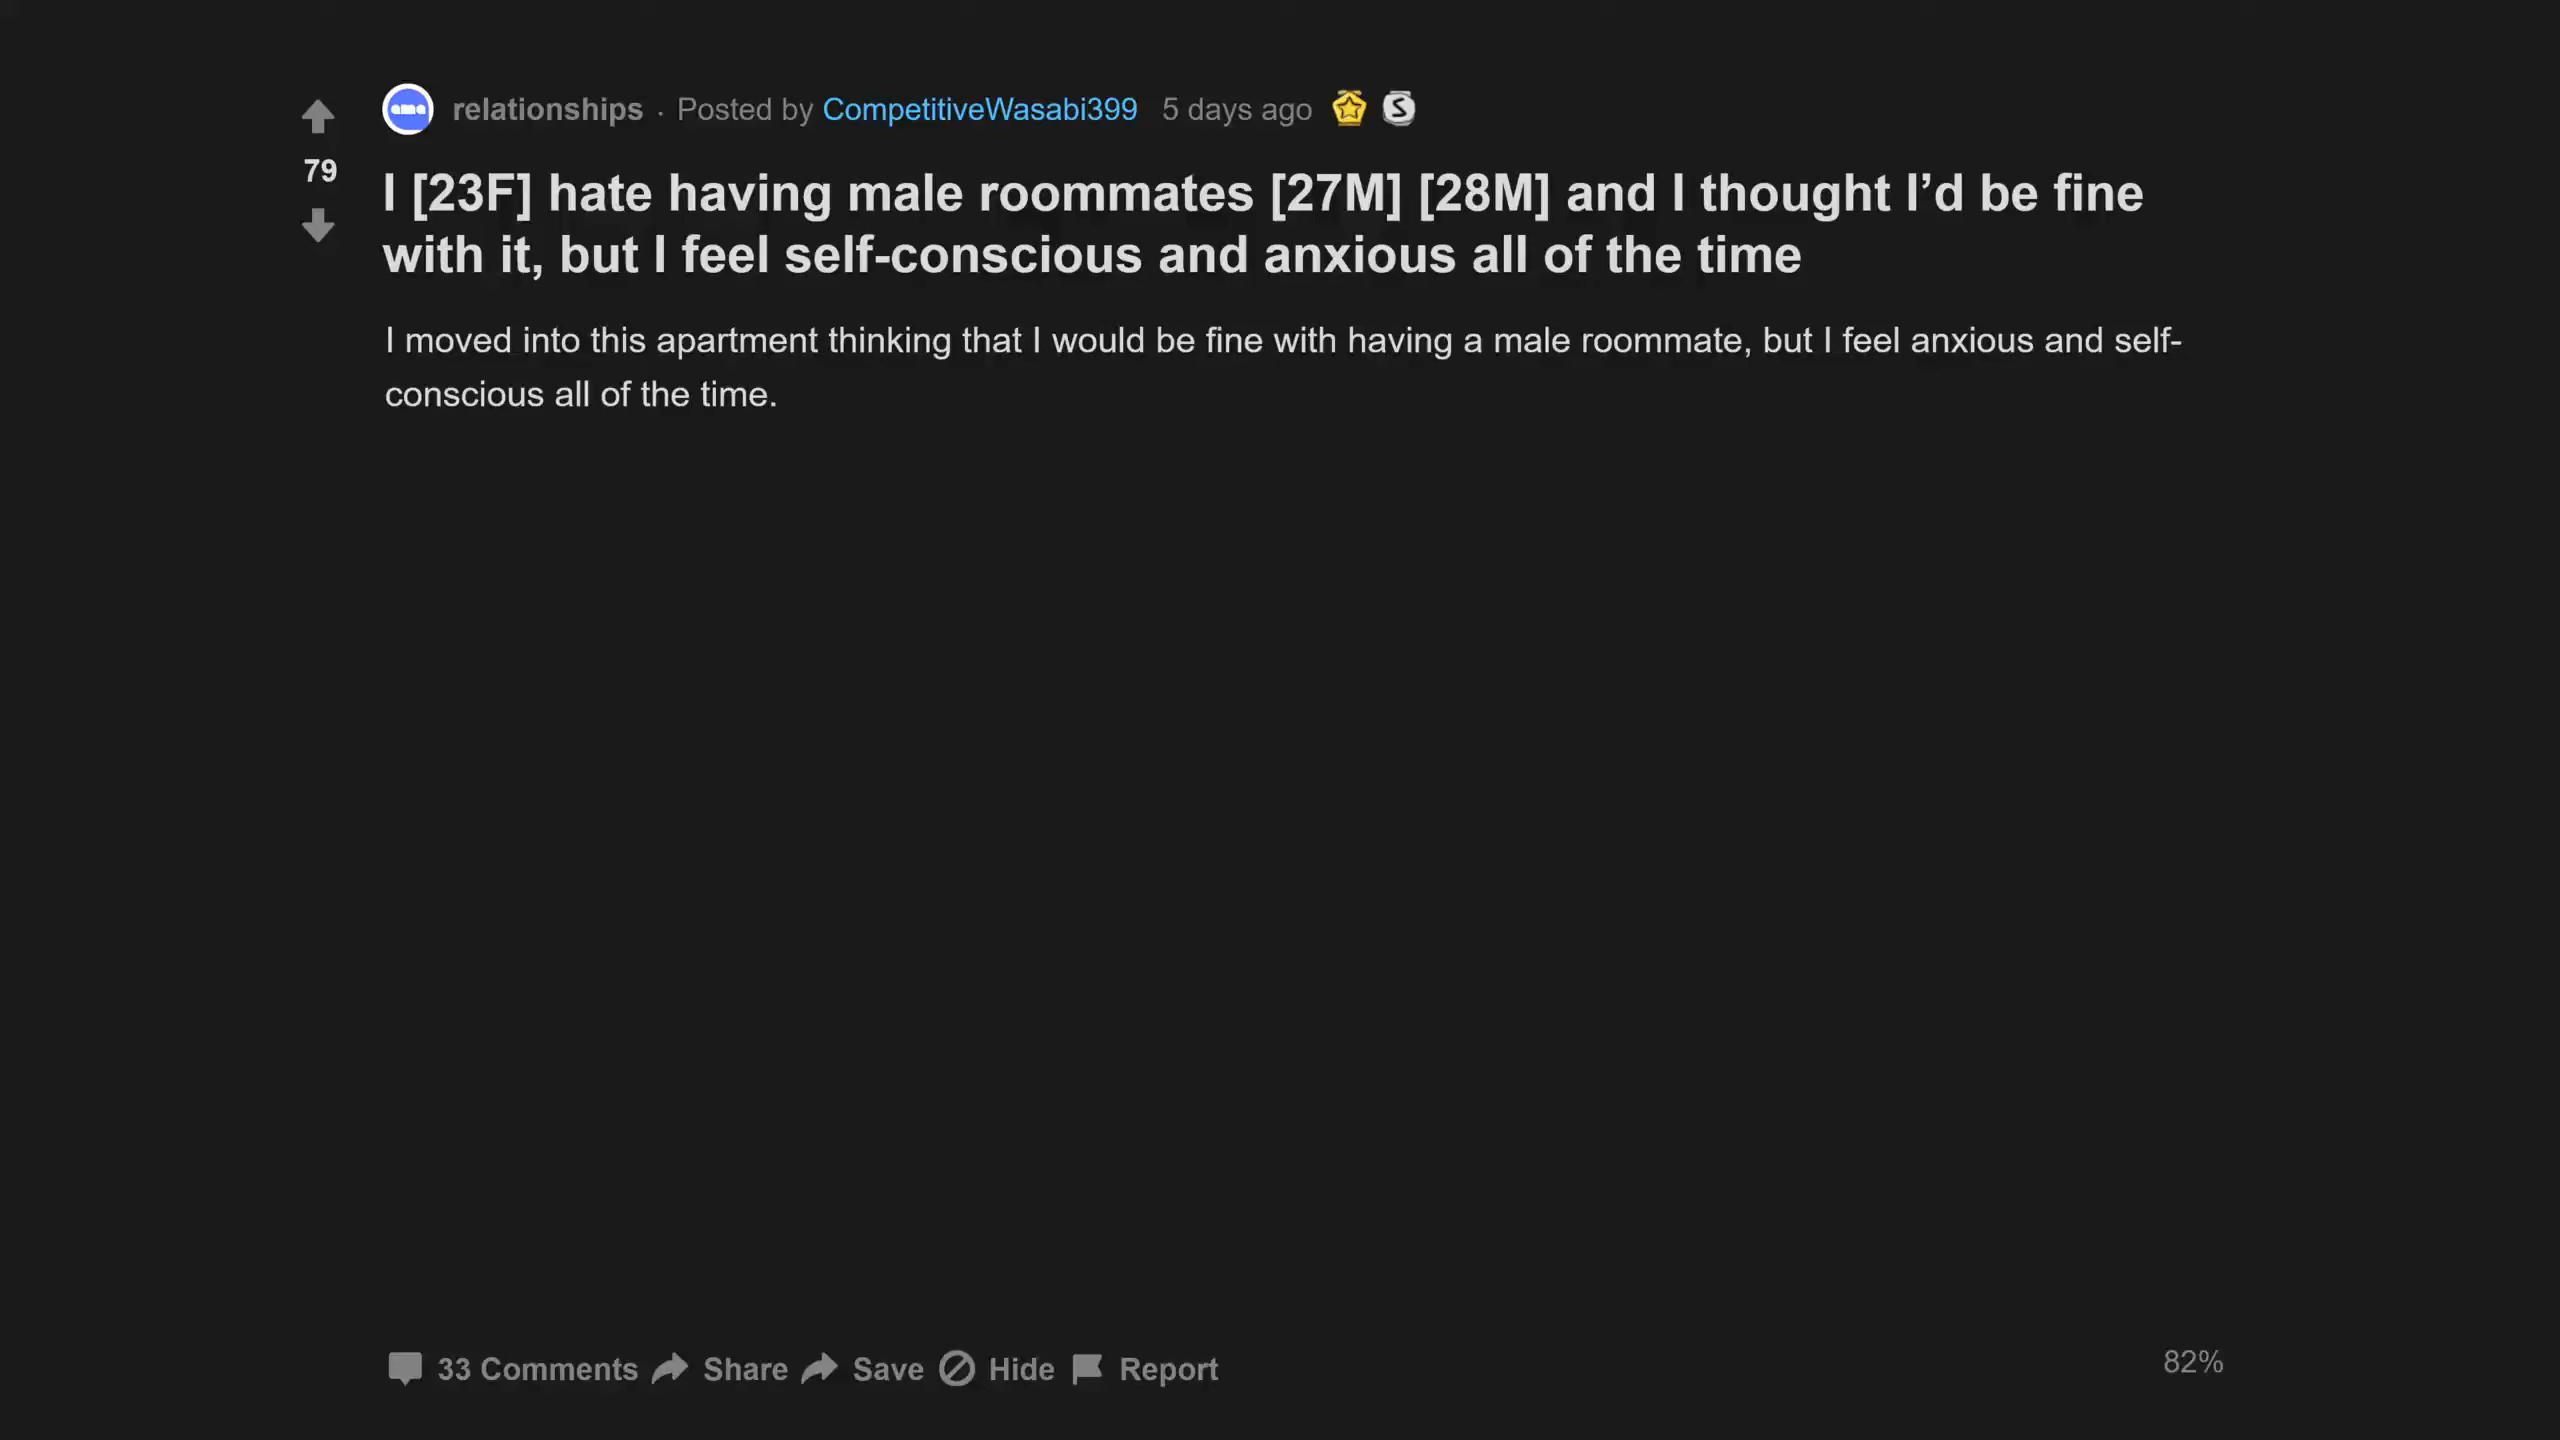 relationships · Posted by CompetitiveWasabi399 5 days ago
79
I [23F] hate having male roommates [27M] [28M] and I thought I’d be fine
with it, but I feel self-conscious and anxious all of the time
I moved into this apartment thinking that I would be fine with having a male roommate, but I feel anxious and self-
conscious all of the time.
33 Comments Share Save Hide Report
82%